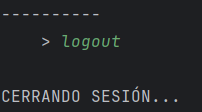 ----------
> logout
CERRANDO SESIÓN...